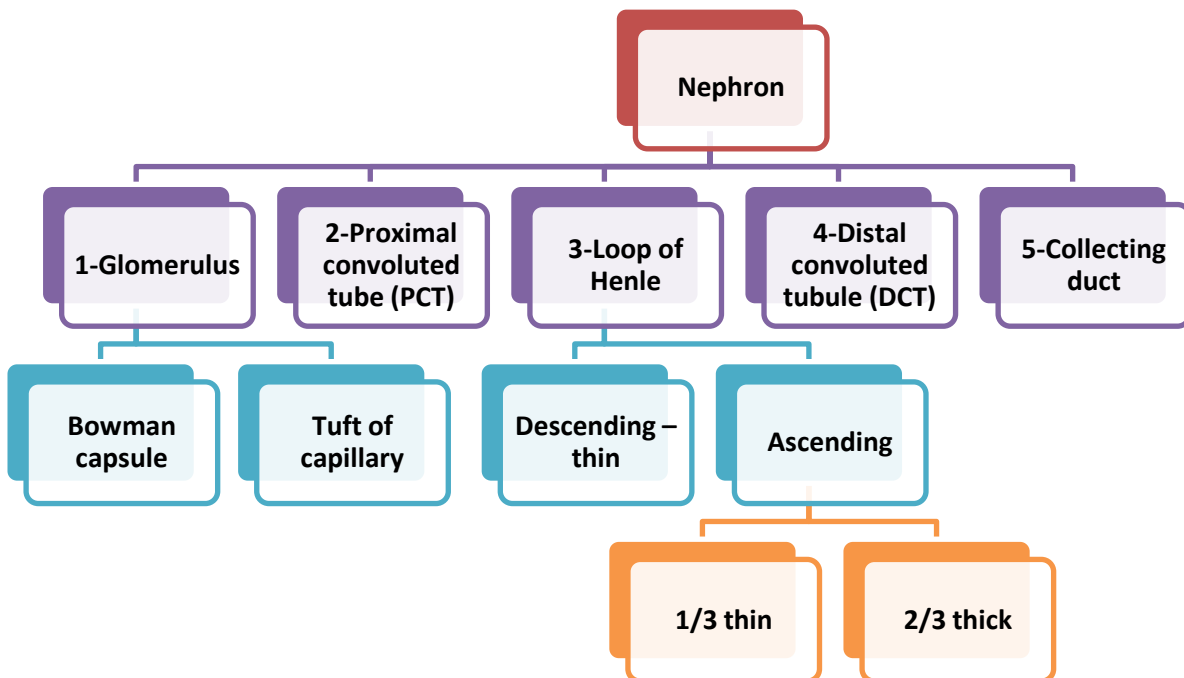 Nephron
1-Glomerulus
2-Proximal
convoluted
tube (PCT)
3-Loop of
Henle
4-Distal
convoluted
tubule (DCT)
5-Collecting
duct
Bowman
capsule
Tuft of
capillary
Descending –
thin
Ascending
1/3 thin
2/3 thick